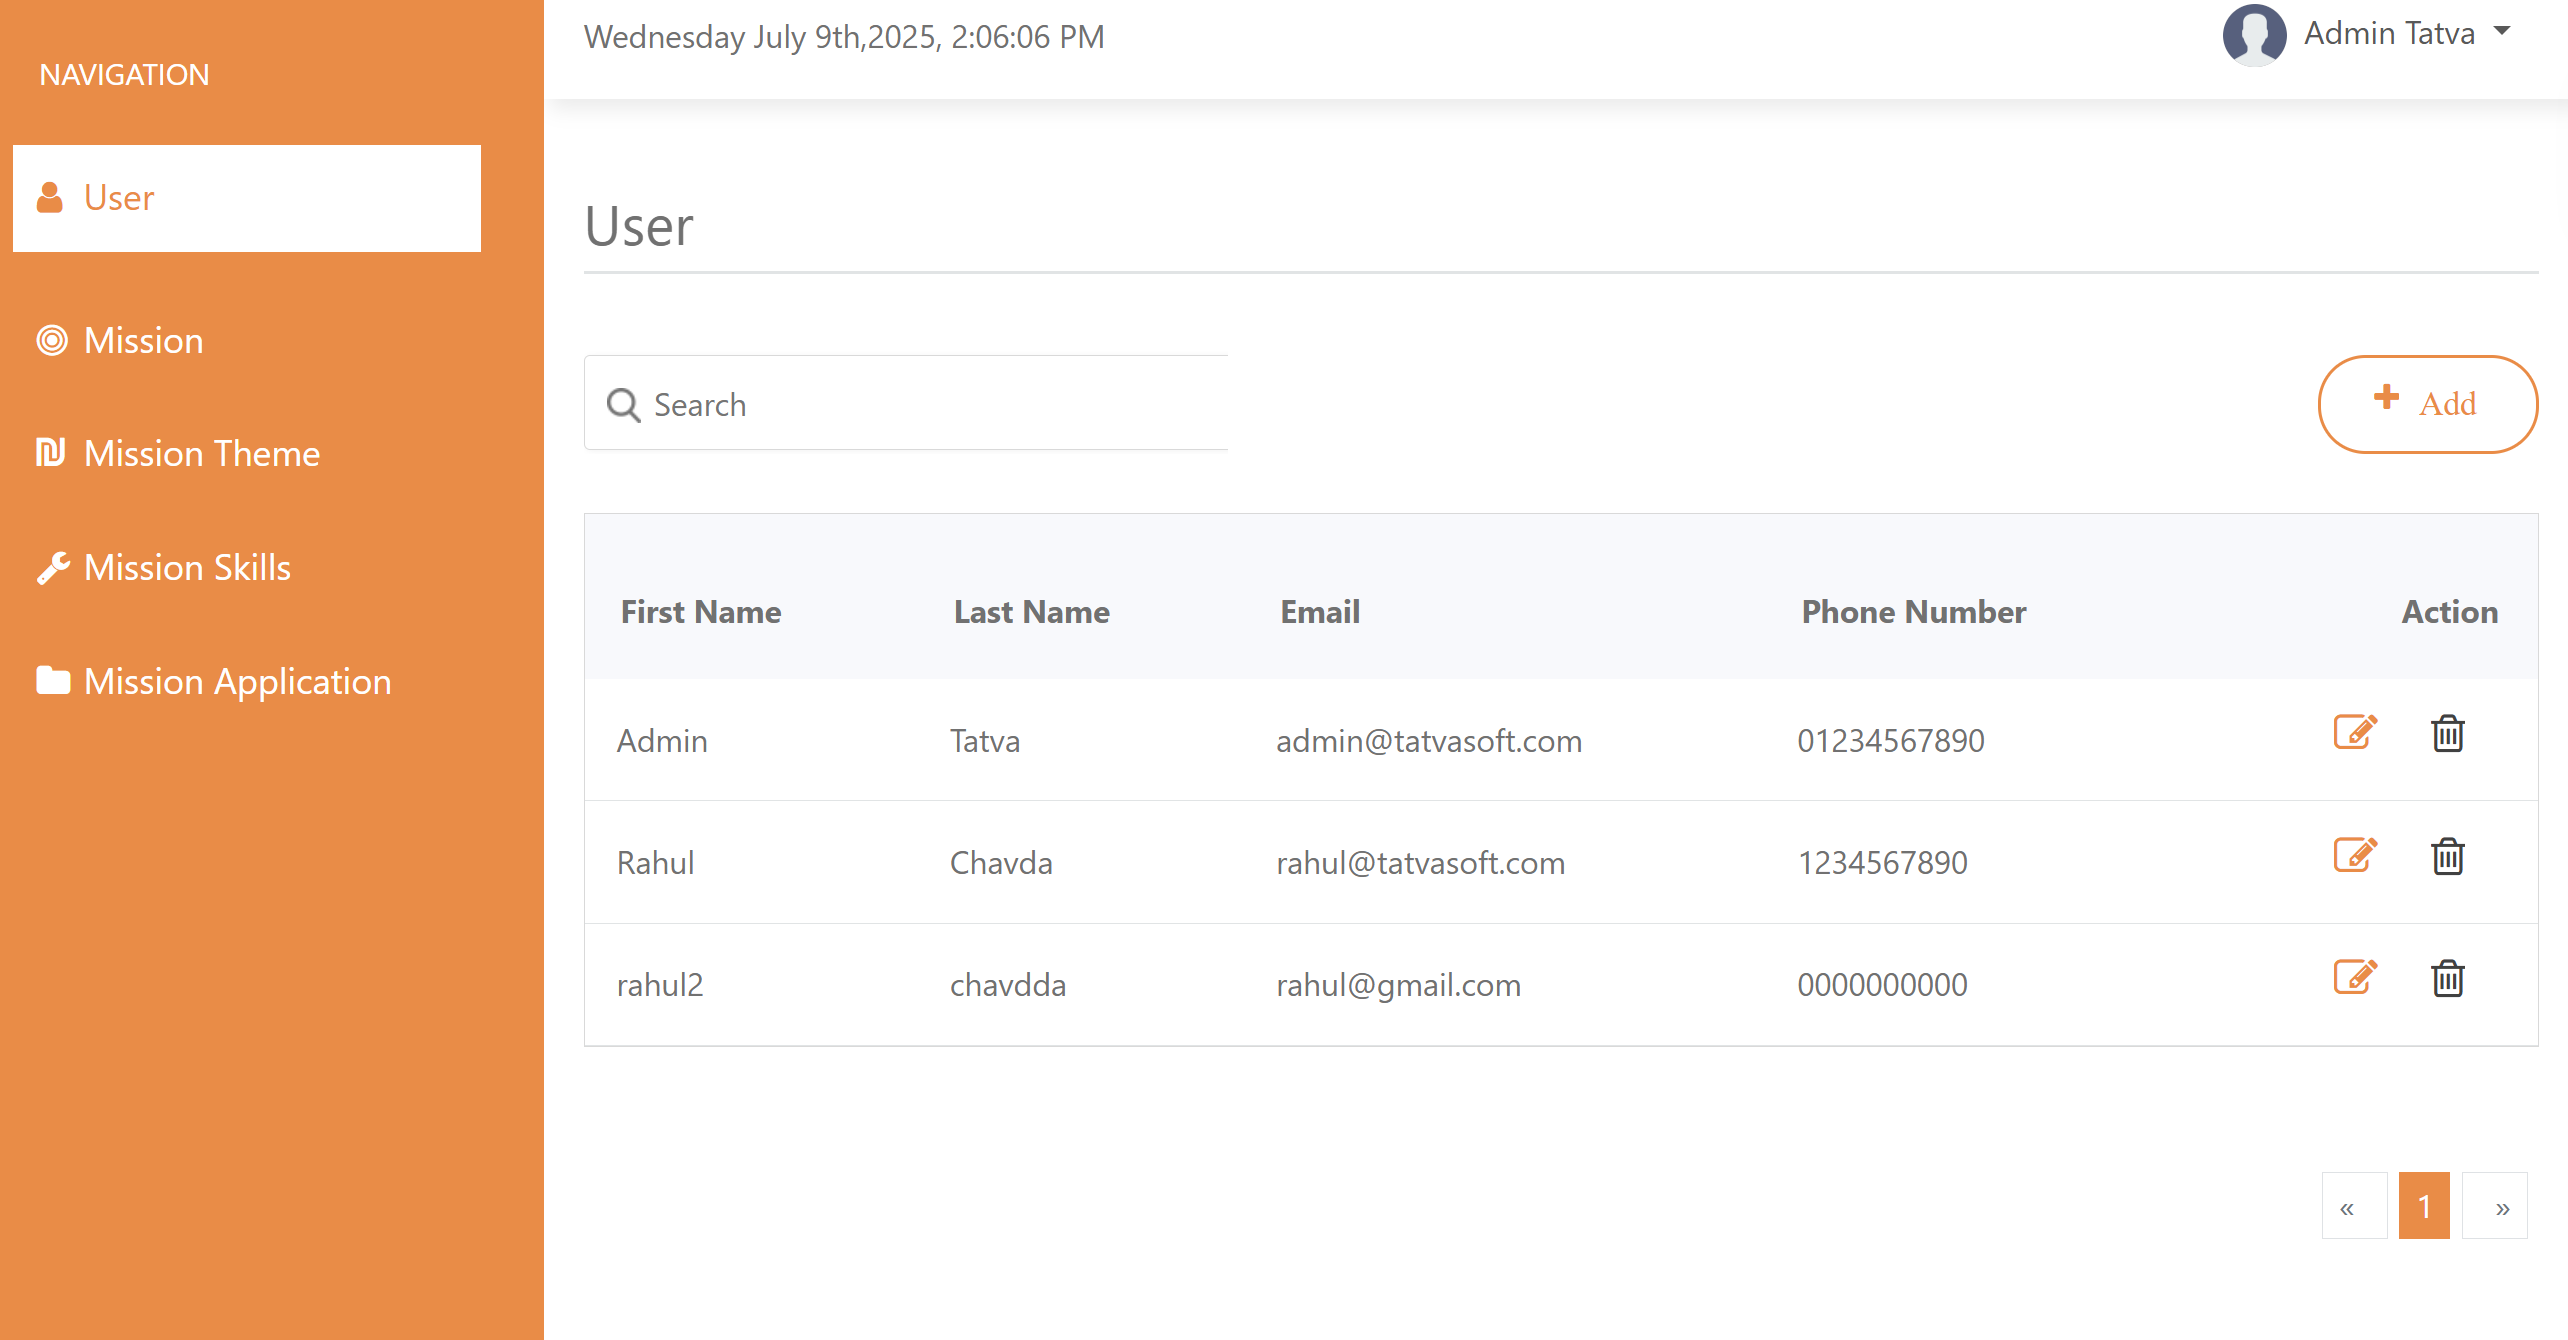 NAVIGATION
User
Mission
Mission Theme
Mission Skills
Mission Application
Wednesday July 9th,2025, 2:06:06 PM
Admin Tatva
User
Search
Add
First Name Last Name Email Phone Number Action
Admin Tatva admin@tatvasoft.com 01234567890
Rahul Chavda rahul@tatvasoft.com 1234567890
rahul2 chavdda rahul@gmail.com 0000000000
« 1 »